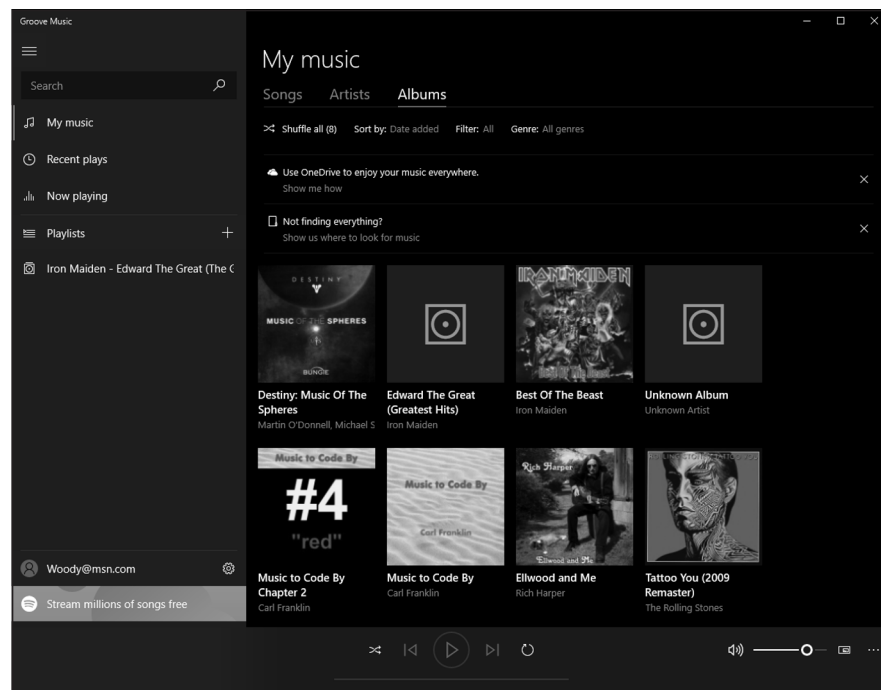 Groove Music
Search
My music
Recent plays
Now playing
Playlists
Iron Maiden - Edward The Great (The G
Woody@msn.com
Stream millions of songs free
My music
Songs Artists Albums
Shuffle all (8) Sort by: Date added Filter: All Genre: All genres
Use OneDrive to enjoy your music everywhere.
Show me how
Not finding everything?
Show us where to look for music
DESTINY
MUSIC OF THE SPHERES
BUNGIE
Destiny: Music Of The
Spheres
Martin O'Donnell, Michael S
Edward The Great
(Greatest Hits)
Iron Maiden
IRON MAIDEN
Best Of The Beast
Best Of The Beast
Iron Maiden
Unknown Album
Unknown Artist
Music to Code By
#4
"red"
Music to Code By
Chapter 2
Carl Franklin
Music to Code By
Carl Franklin
Music to Code By
Carl Franklin
Rich Harper
Ellwood and Me
Ellwood and Me
Rich Harper
Tattoo You (2009
Remaster)
The Rolling Stones